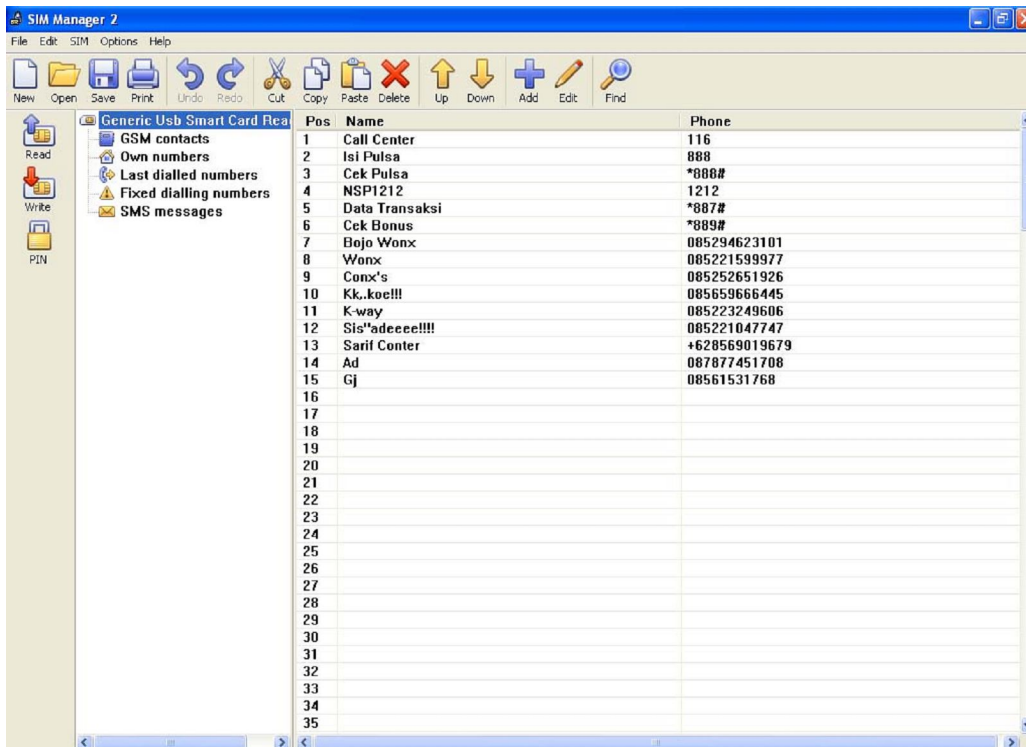 SIM Manager 2
File Edit SIM Options Help
New Open Save Print Undo Redo Cut Copy Paste Delete Up Down Add Edit Find
Read
Write
PIN
Generic Usb Smart Card Rea
GSM contacts
Own numbers
Last dialled numbers
Fixed dialling numbers
SMS messages
Pos Name Phone
1 Call Center 116
2 Isi Pulsa 888
3 Cek Pulsa *888#
4 NSP1212 1212
5 Data Transaksi *887#
6 Cek Bonus *889#
7 Bojo Wonx 085294623101
8 Wonx 085221599977
9 Conx's 085252651926
10 Kk,.koe!!! 085659666445
11 K-way 085223249606
12 Sis"adeeee!!!! 085221047747
13 Sarif Conter +628569019679
14 Ad 087877451708
15 Gj 08561531768
16
17
18
19
20
21
22
23
24
25
26
27
28
29
30
31
32
33
34
35